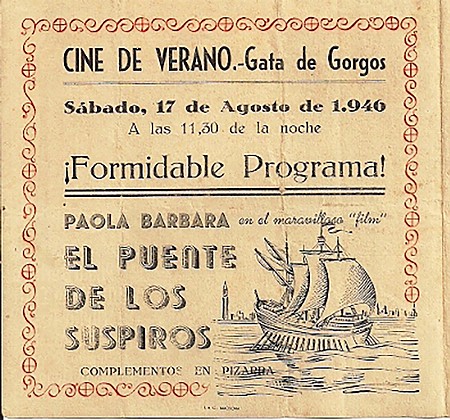 CINE DE VERANO.-Gata de Gorgos
Sábado, 17 de Agosto de 1.946
A las 11,30 de la noche
¡Formidable Programa!
PAOLA BARBARA en el maravilloso "film"
EL PUENTE
DE LOS
SUSPIROS
COMPLEMENTOS EN PIZARRA